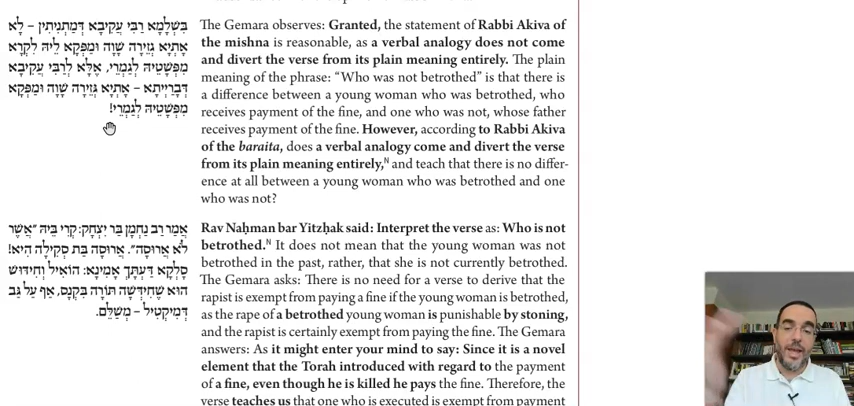 בִּשְׁלָמָא רַבִּי עֲקִיבָא דְּמַתְנִיתִין – לָא
אָתְיָא גְּזֵירָה שָׁוָה וּמַפְּקָא לֵיהּ לִקְרָא
מִפְּשָׁטֵיהּ לְגַמְרֵי, אֶלָּא לְרַבִּי עֲקִיבָא
דְּבָרַיְיתָא – אָתְיָא גְּזֵירָה שָׁוָה וּמַפְּקָא
מִפְּשָׁטֵיהּ לְגַמְרֵי!
The Gemara observes: Granted, the statement of Rabbi Akiva of
the mishna is reasonable, as a verbal analogy does not come
and divert the verse from its plain meaning entirely. The plain
meaning of the phrase: “Who was not betrothed” is that there is
a difference between a young woman who was betrothed, who
receives payment of the fine, and one who was not, whose father
receives payment of the fine. However, according to Rabbi Akiva
of the baraita, does a verbal analogy come and divert the verse
from its plain meaning entirely,N and teach that there is no differ-
ence at all between a young woman who was betrothed and one
who was not?
אָמַר רַב נַחְמָן בַּר יִצְחָק: קְרִי בֵּיהּ ״אֲשֶׁר
לֹא אֲרוּסָה״. אֲרוּסָה בַּת סְקִילָה הִיא!
סָלְקָא דַּעְתָּךְ אָמֵינָא: הוֹאִיל וְחִידּוּשׁ
הוּא שֶׁחִידְּשָׁה תּוֹרָה בִּקְנָס, אַף עַל גַּב
דְּמִיקְּטִיל – מְשַׁלֵּם.
Rav Naḥman bar Yitzḥak said: Interpret the verse as: Who is not
betrothed.N It does not mean that the young woman was not
betrothed in the past, rather, that she is not currently betrothed.
The Gemara asks: There is no need for a verse to derive that the
rapist is exempt from paying a fine if the young woman is betrothed,
as the rape of a betrothed young woman is punishable by stoning,
and the rapist is certainly exempt from paying the fine. The Gemara
answers: As it might enter your mind to say: Since it is a novel
element that the Torah introduced with regard to the payment
of a fine, even though he is killed he pays the fine. Therefore, the
verse teaches us that one who is executed is exempt from payment